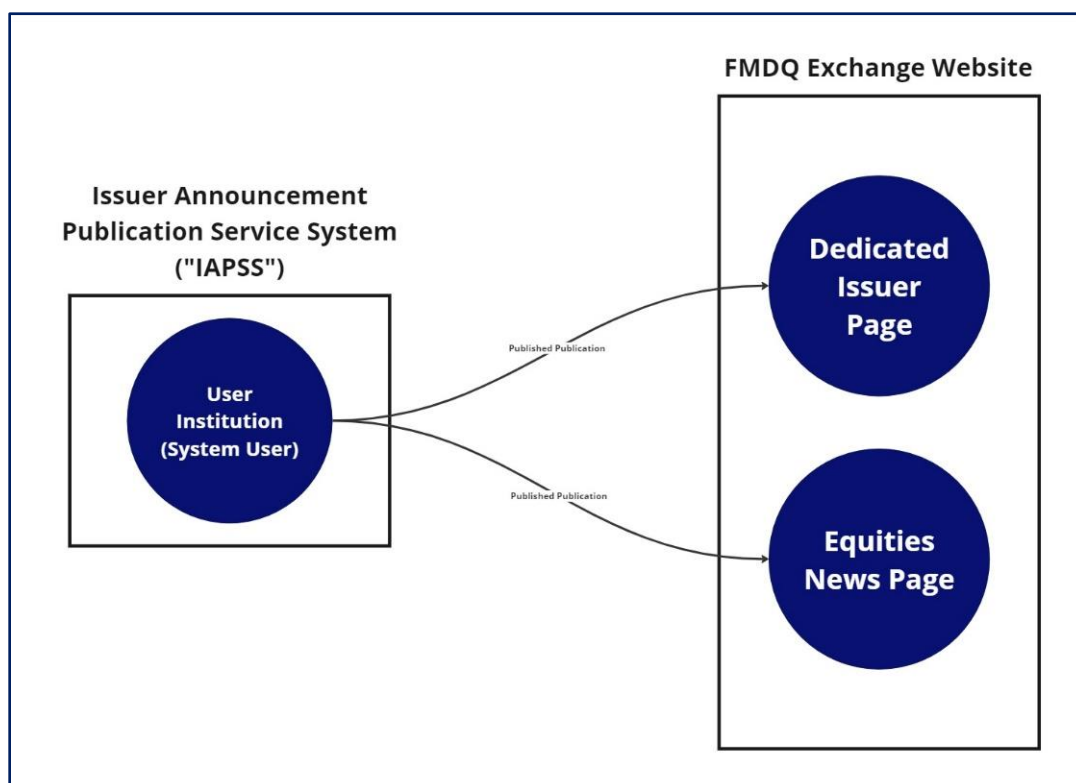 FMDQ Exchange Website
Issuer Announcement
Publication Service System
("IAPSS")
User
Institution
(System User)
Published Publication
Published Publication
Dedicated
Issuer
Page
Equities
News Page